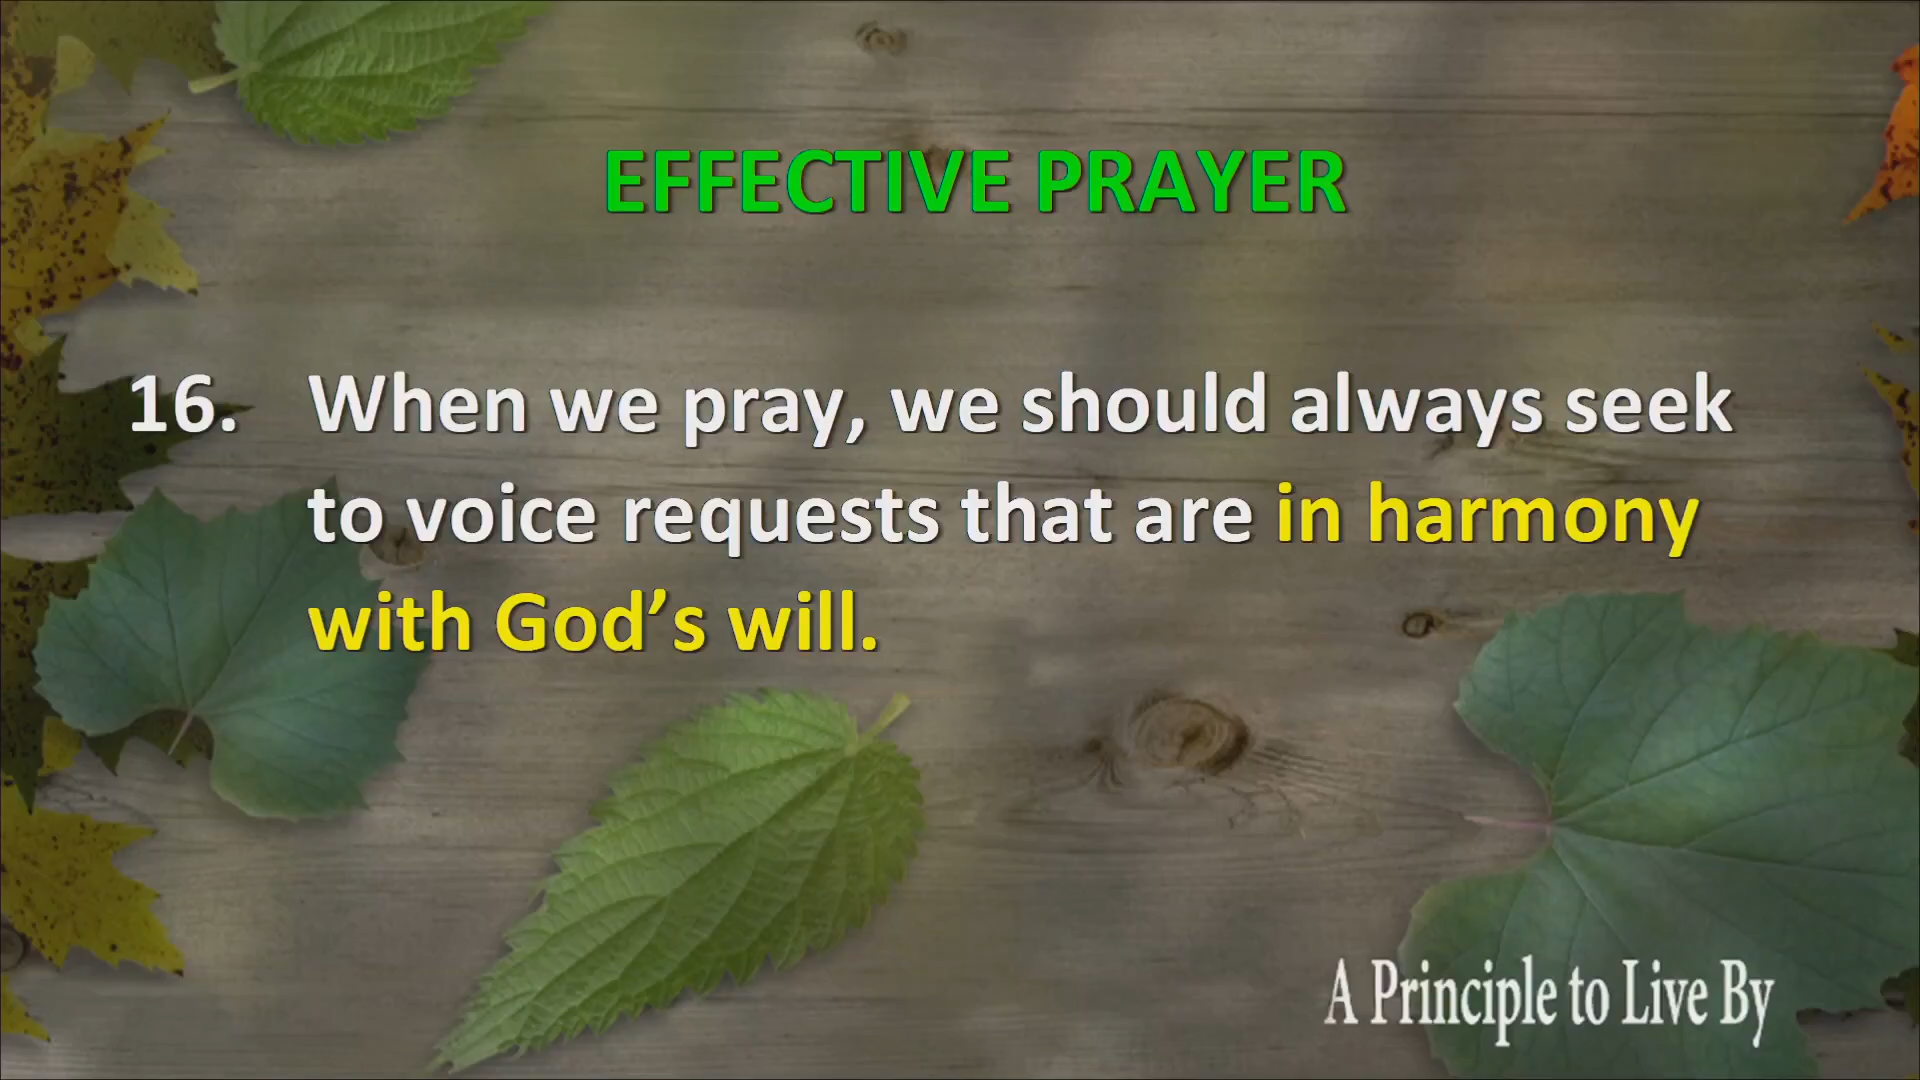 EFFECTIVE PRAYER
16. When we pray, we should always seek
to voice requests that are in harmony
with God’s will.
A Principle to Live By